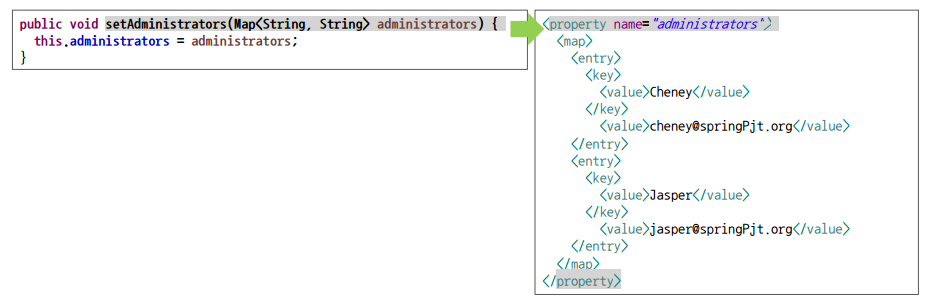 public void setAdministrators(Map<String, String> administrators) {
this.administrators = administrators;
}
<property name="administrators">
<map>
<entry>
<key>
<value>Cheney</value>
</key>
<value>cheney@springPjt.org</value>
</entry>
<entry>
<key>
<value>Jasper</value>
</key>
<value>jasper@springPjt.org</value>
</entry>
</map>
</property>